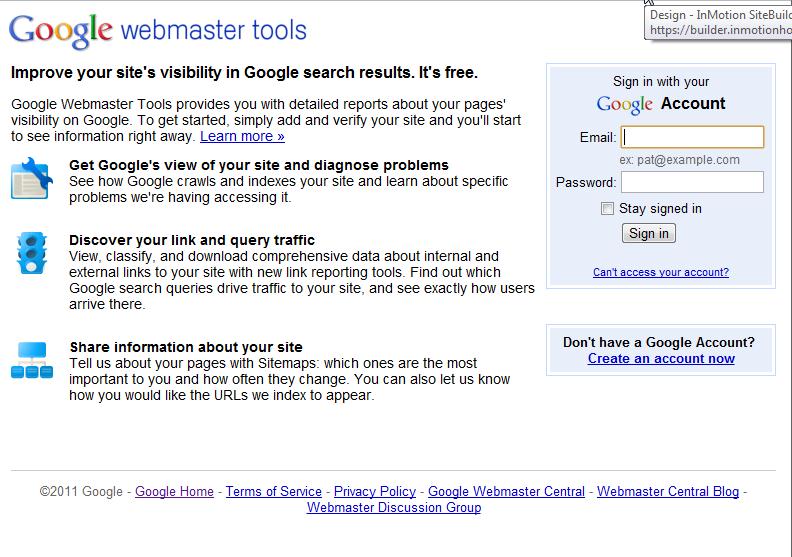 Google webmaster tools
Design - InMotion SiteBuil
https://builder.inmotionho
Improve your site's visibility in Google search results. It's free.
Google Webmaster Tools provides you with detailed reports about your pages'
visibility on Google. To get started, simply add and verify your site and you'll start
to see information right away. Learn more »
Get Google's view of your site and diagnose problems
See how Google crawls and indexes your site and learn about specific
problems we're having accessing it.
Discover your link and query traffic
View, classify, and download comprehensive data about internal and
external links to your site with new link reporting tools. Find out which
Google search queries drive traffic to your site, and see exactly how users
arrive there.
Share information about your site
Tell us about your pages with Sitemaps: which ones are the most
important to you and how often they change. You can also let us know
how you would like the URLs we index to appear.
Sign in with your
Google Account
Email:
ex: pat@example.com
Password:
Stay signed in
Sign in
Can't access your account?
Don't have a Google Account?
Create an account now
©2011 Google - Google Home - Terms of Service - Privacy Policy - Google Webmaster Central - Webmaster Central Blog -
Webmaster Discussion Group